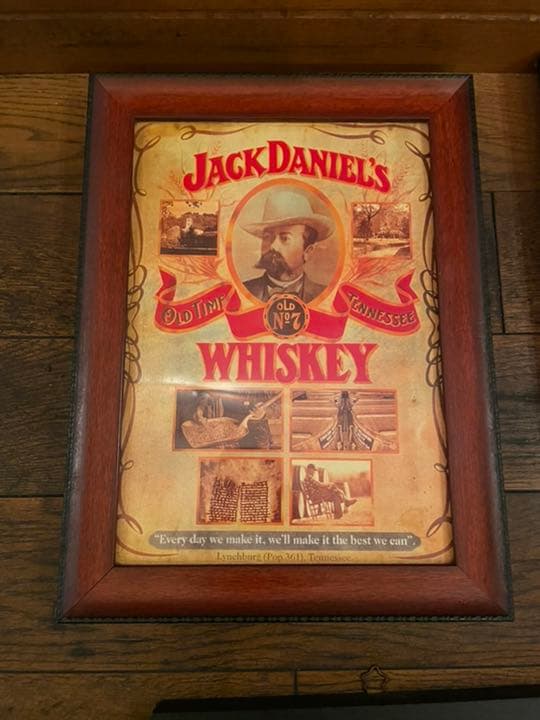 JACK DANIEL'S
OLD TIME
OLD
Nº7
TENNESSEE
WHISKEY
"Every day we make it, we'll make it the best we can".
Lynchburg (Pop 361), Tennessee.